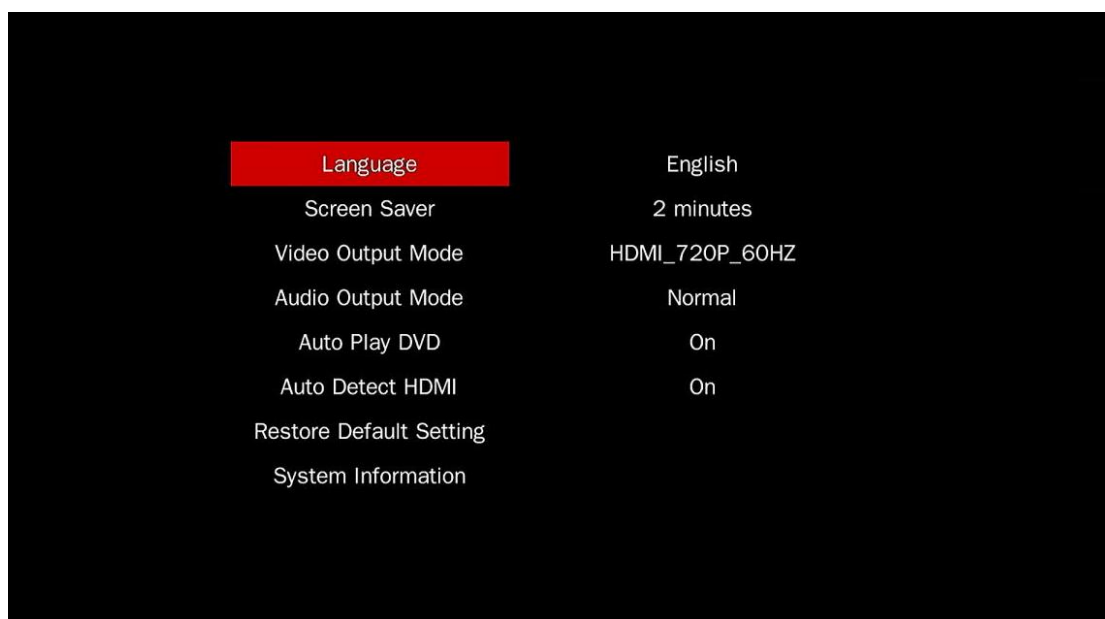 Language English
Screen Saver 2 minutes
Video Output Mode HDMI_720P_60HZ
Audio Output Mode Normal
Auto Play DVD On
Auto Detect HDMI On
Restore Default Setting
System Information